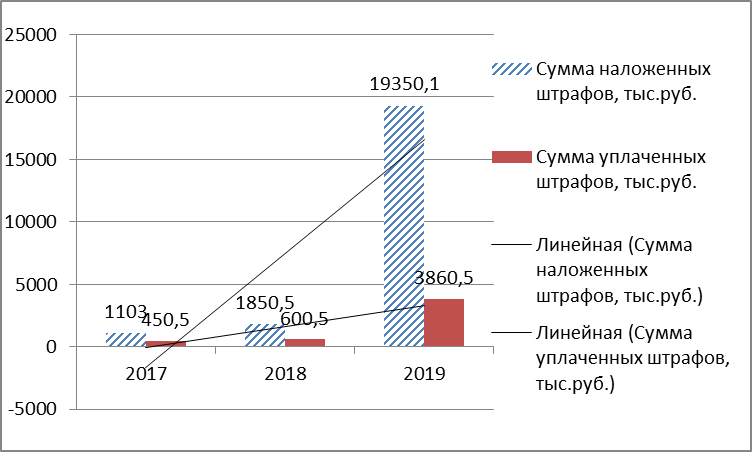 25000
20000
15000
10000
5000
0
-5000
1103
450,5
1850,5
600,5
19350,1
3860,5
2017
2018
2019
Сумма наложенных
штрафов, тыс.руб.
Сумма уплаченных
штрафов, тыс.руб.
Линейная (Сумма
наложенных
штрафов, тыс.руб.)
Линейная (Сумма
уплаченных штрафов,
тыс.руб.)